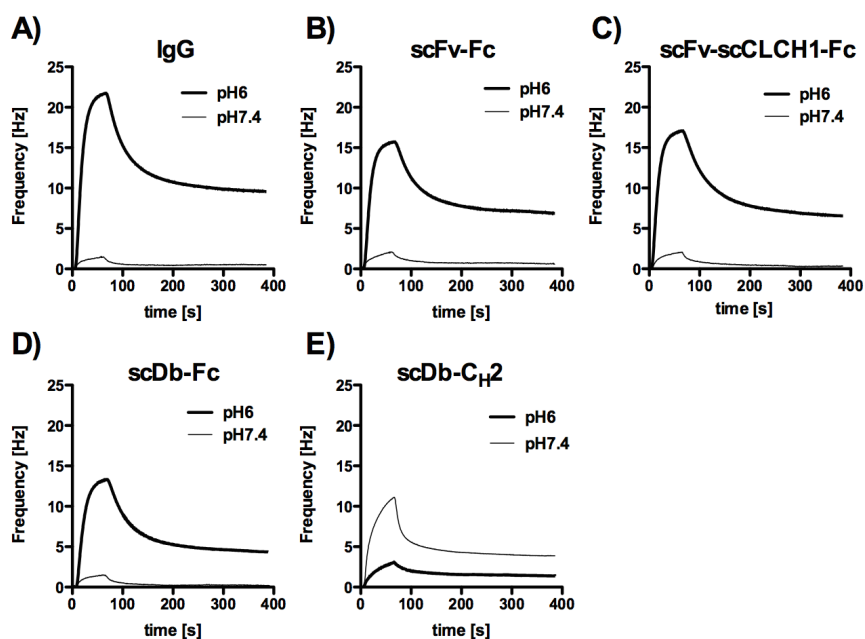 A)
IgG
Frequency [Hz]
25
20
15
10
5
0
0 100 200 300 400
time [s]
pH6
pH7.4
B)
scFv-Fc
Frequency [Hz]
25
20
15
10
5
0
0 100 200 300 400
time [s]
pH6
pH7.4
C)
scFv-scCLCH1-Fc
Frequency [Hz]
25
20
15
10
5
0
0 100 200 300 400
time [s]
pH6
pH7.4
D)
scDb-Fc
Frequency [Hz]
25
20
15
10
5
0
0 100 200 300 400
time [s]
pH6
pH7.4
E)
scDb-CH2
Frequency [Hz]
25
20
15
10
5
0
0 100 200 300 400
time [s]
pH6
pH7.4